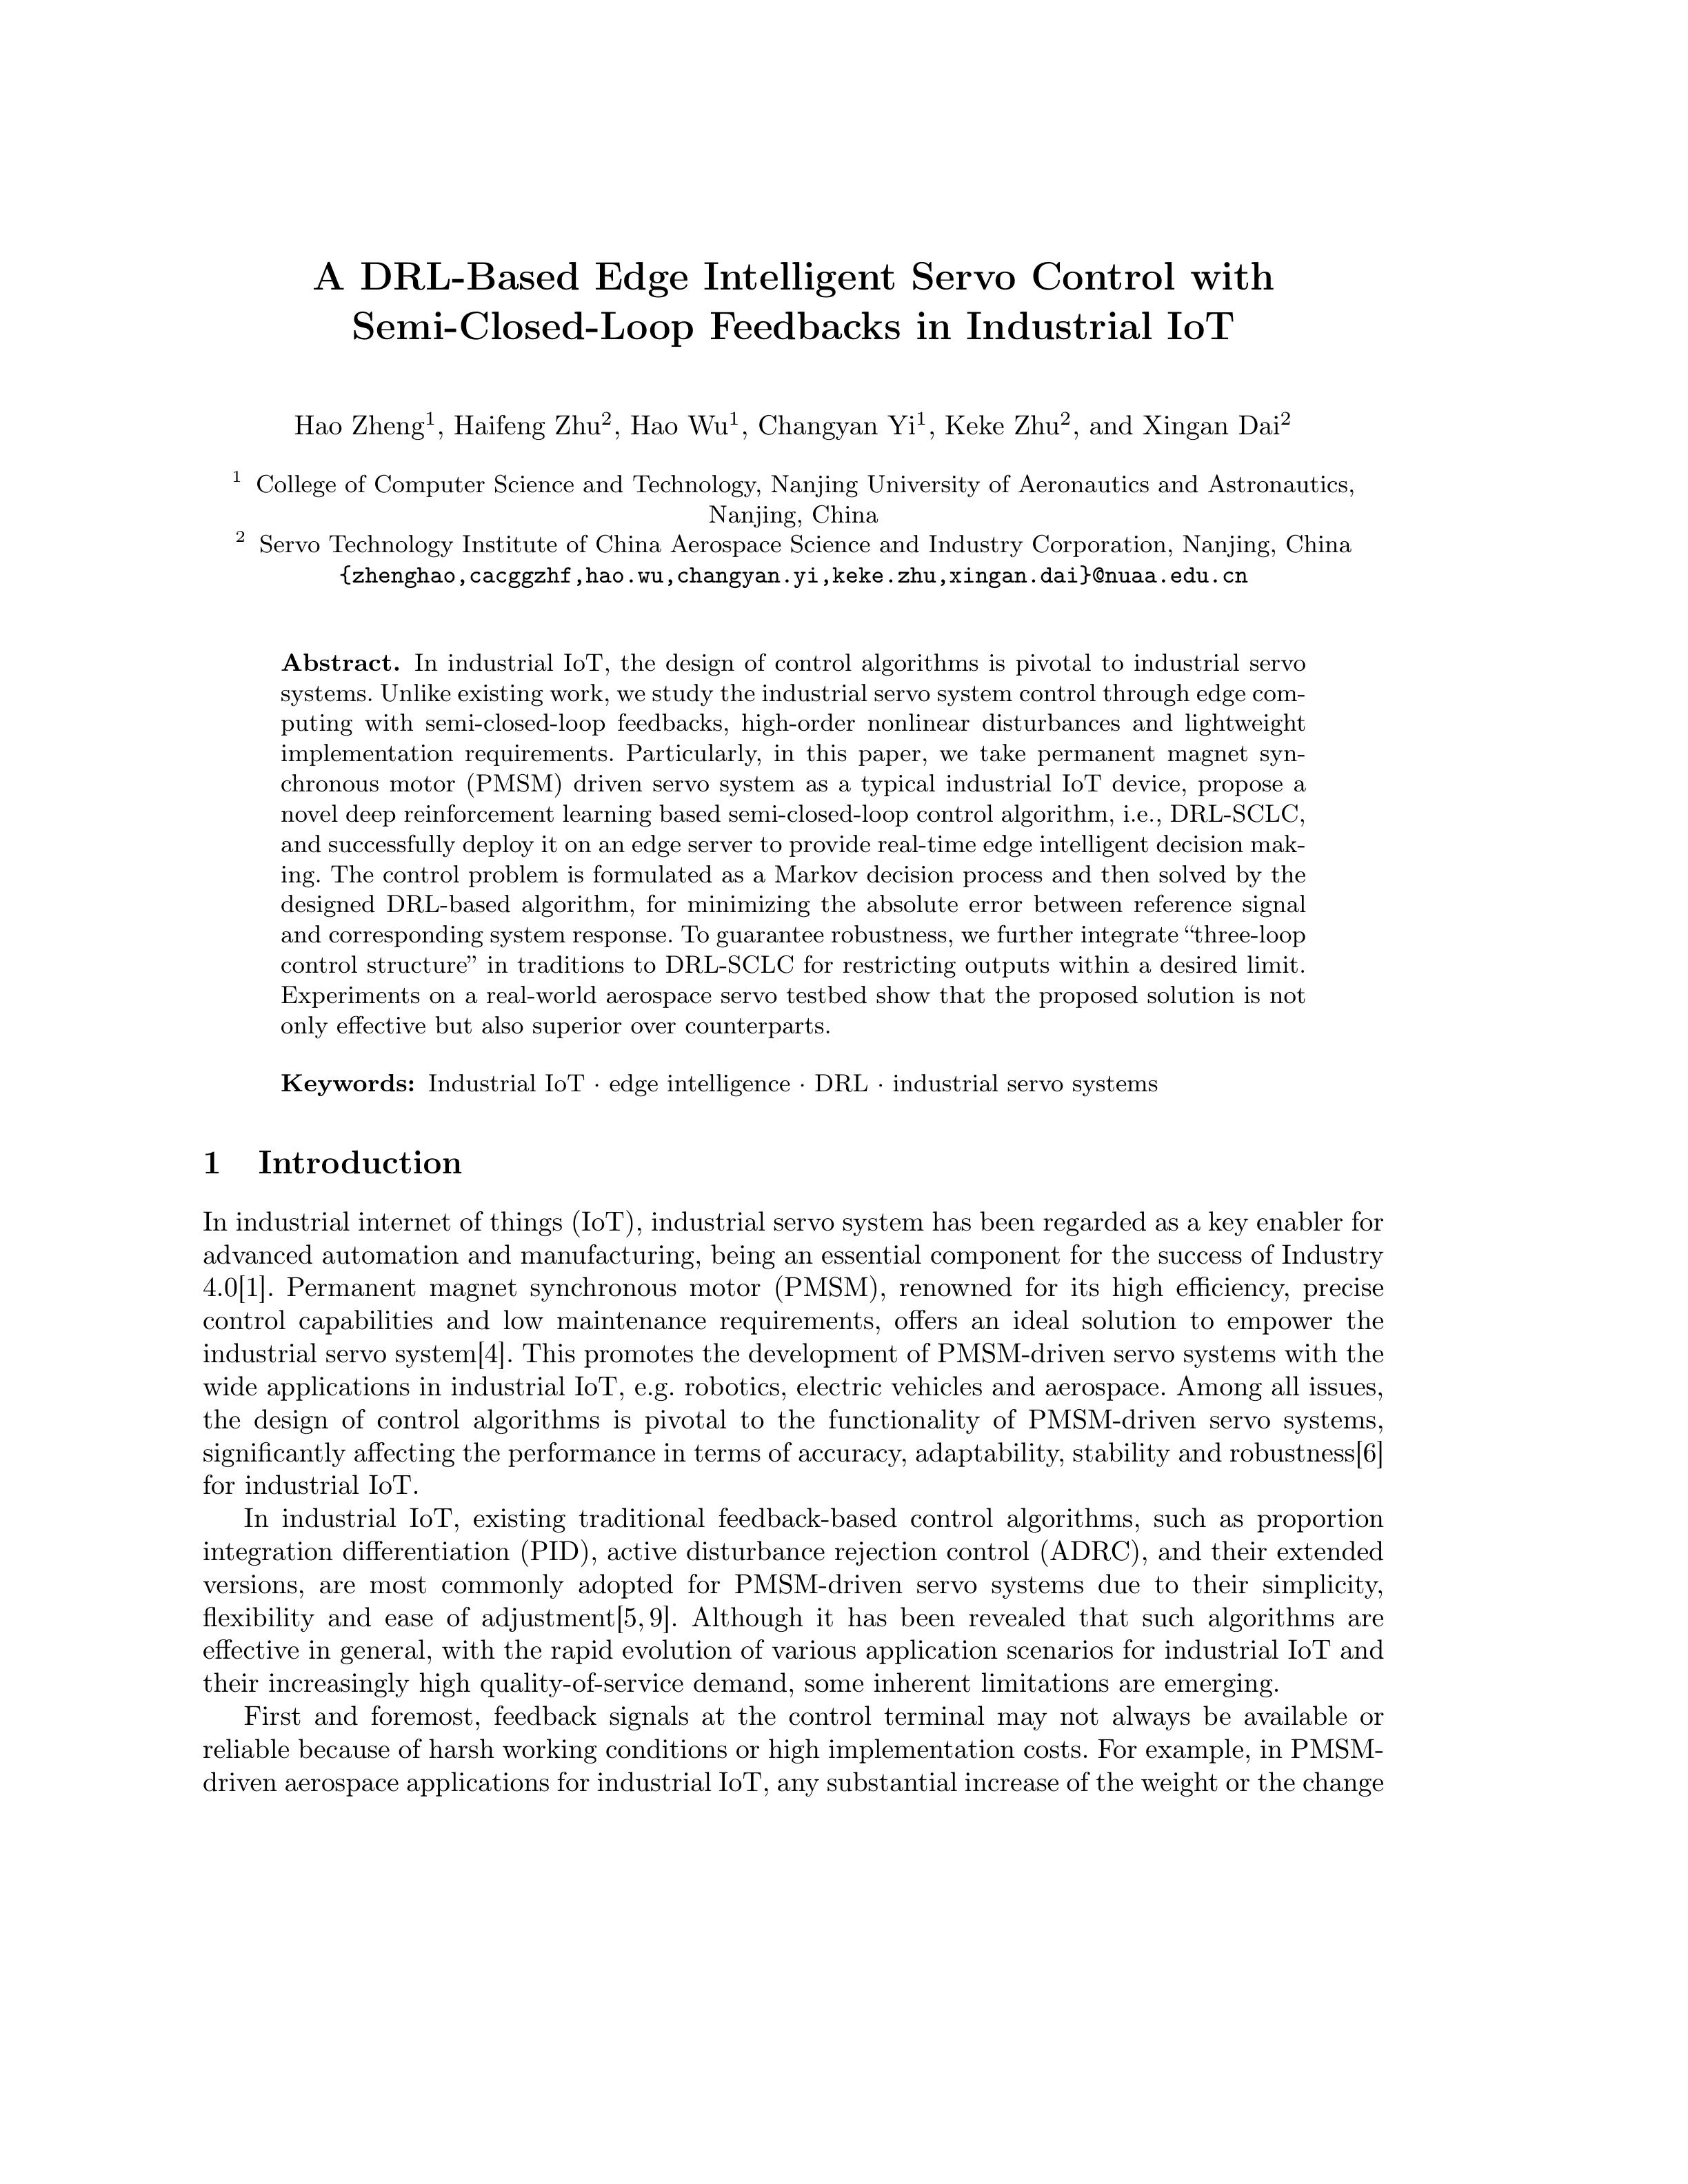 A DRL-Based Edge Intelligent Servo Control with
Semi-Closed-Loop Feedbacks in Industrial IoT
Hao Zheng1, Haifeng Zhu2, Hao Wu1, Changyan Yi1, Keke Zhu2, and Xingan Dai2
1 College of Computer Science and Technology, Nanjing University of Aeronautics and Astronautics,
Nanjing, China
2 Servo Technology Institute of China Aerospace Science and Industry Corporation, Nanjing, China
{zhenghao,cacggzhf,hao.wu,changyan.yi,keke.zhu,xingan.dai}@nuaa.edu.cn
Abstract. In industrial IoT, the design of control algorithms is pivotal to industrial servo
systems. Unlike existing work, we study the industrial servo system control through edge com-
puting with semi-closed-loop feedbacks, high-order nonlinear disturbances and lightweight
implementation requirements. Particularly, in this paper, we take permanent magnet syn-
chronous motor (PMSM) driven servo system as a typical industrial IoT device, propose a
novel deep reinforcement learning based semi-closed-loop control algorithm, i.e., DRL-SCLC,
and successfully deploy it on an edge server to provide real-time edge intelligent decision mak-
ing. The control problem is formulated as a Markov decision process and then solved by the
designed DRL-based algorithm, for minimizing the absolute error between reference signal
and corresponding system response. To guarantee robustness, we further integrate “three-loop
control structure” in traditions to DRL-SCLC for restricting outputs within a desired limit.
Experiments on a real-world aerospace servo testbed show that the proposed solution is not
only effective but also superior over counterparts.
Keywords: Industrial IoT · edge intelligence · DRL · industrial servo systems
1 Introduction
In industrial internet of things (IoT), industrial servo system has been regarded as a key enabler for
advanced automation and manufacturing, being an essential component for the success of Industry
4.0[1]. Permanent magnet synchronous motor (PMSM), renowned for its high efficiency, precise
control capabilities and low maintenance requirements, offers an ideal solution to empower the
industrial servo system[4]. This promotes the development of PMSM-driven servo systems with the
wide applications in industrial IoT, e.g. robotics, electric vehicles and aerospace. Among all issues,
the design of control algorithms is pivotal to the functionality of PMSM-driven servo systems,
significantly affecting the performance in terms of accuracy, adaptability, stability and robustness[6]
for industrial IoT.
In industrial IoT, existing traditional feedback-based control algorithms, such as proportion
integration differentiation (PID), active disturbance rejection control (ADRC), and their extended
versions, are most commonly adopted for PMSM-driven servo systems due to their simplicity,
flexibility and ease of adjustment[5, 9]. Although it has been revealed that such algorithms are
effective in general, with the rapid evolution of various application scenarios for industrial IoT and
their increasingly high quality-of-service demand, some inherent limitations are emerging.
First and foremost, feedback signals at the control terminal may not always be available or
reliable because of harsh working conditions or high implementation costs. For example, in PMSM-
driven aerospace applications for industrial IoT, any substantial increase of the weight or the change